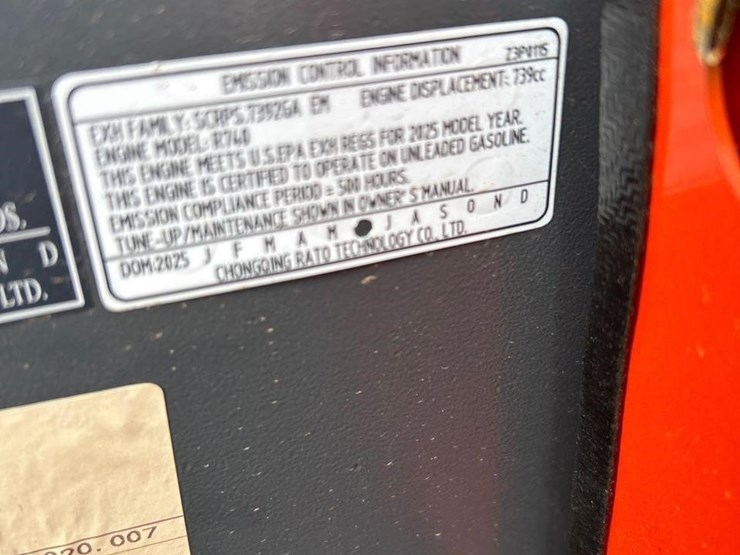 EMISSION CONTROL INFORMATION Z3P0115
EXH FAMILY: SCRPS.7392GA EM ENGINE DISPLACEMENT: 739cc
ENGINE MODEL: R740
THIS ENGINE MEETS U.S.EPA EXH REGS FOR 2025 MODEL YEAR.
THIS ENGINE IS CERTIFIED TO OPERATE ON UNLEADED GASOLINE.
EMISSION COMPLIANCE PERIOD = 500 HOURS.
TUNE-UP/MAINTENANCE SHOWN IN OWNER'S MANUAL.
DOM:2025 J F M A M J A S O N D
CHONGQING RATO TECHNOLOGY CO., LTD.
N D
LTD.
020.007